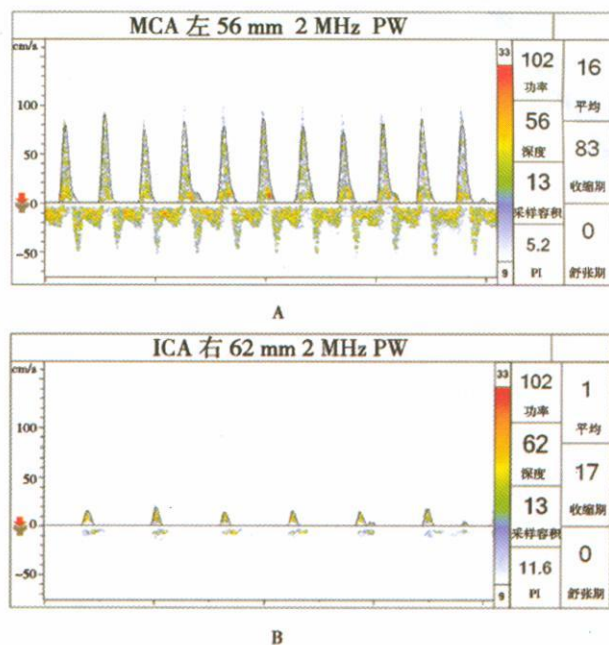 MCA 左 56 mm 2 MHz PW
cm/s
100
50
0
-50
33
9
102
功率
56
深度
13
采样容积
5.2
PI
16
平均
83
收缩期
0
舒张期
A
ICA 右 62 mm 2 MHz PW
cm/s
100
50
0
-50
33
9
102
功率
62
深度
13
采样容积
11.6
PI
1
平均
17
收缩期
0
舒张期
B